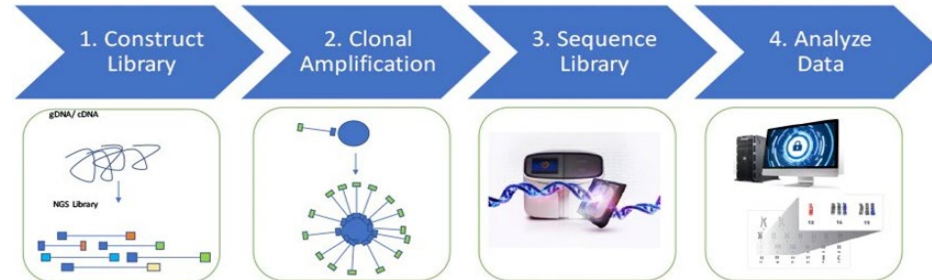 1. Construct
Library
2. Clonal
Amplification
3. Sequence
Library
4. Analyze
Data
gDNA/ cDNA
NGS Library